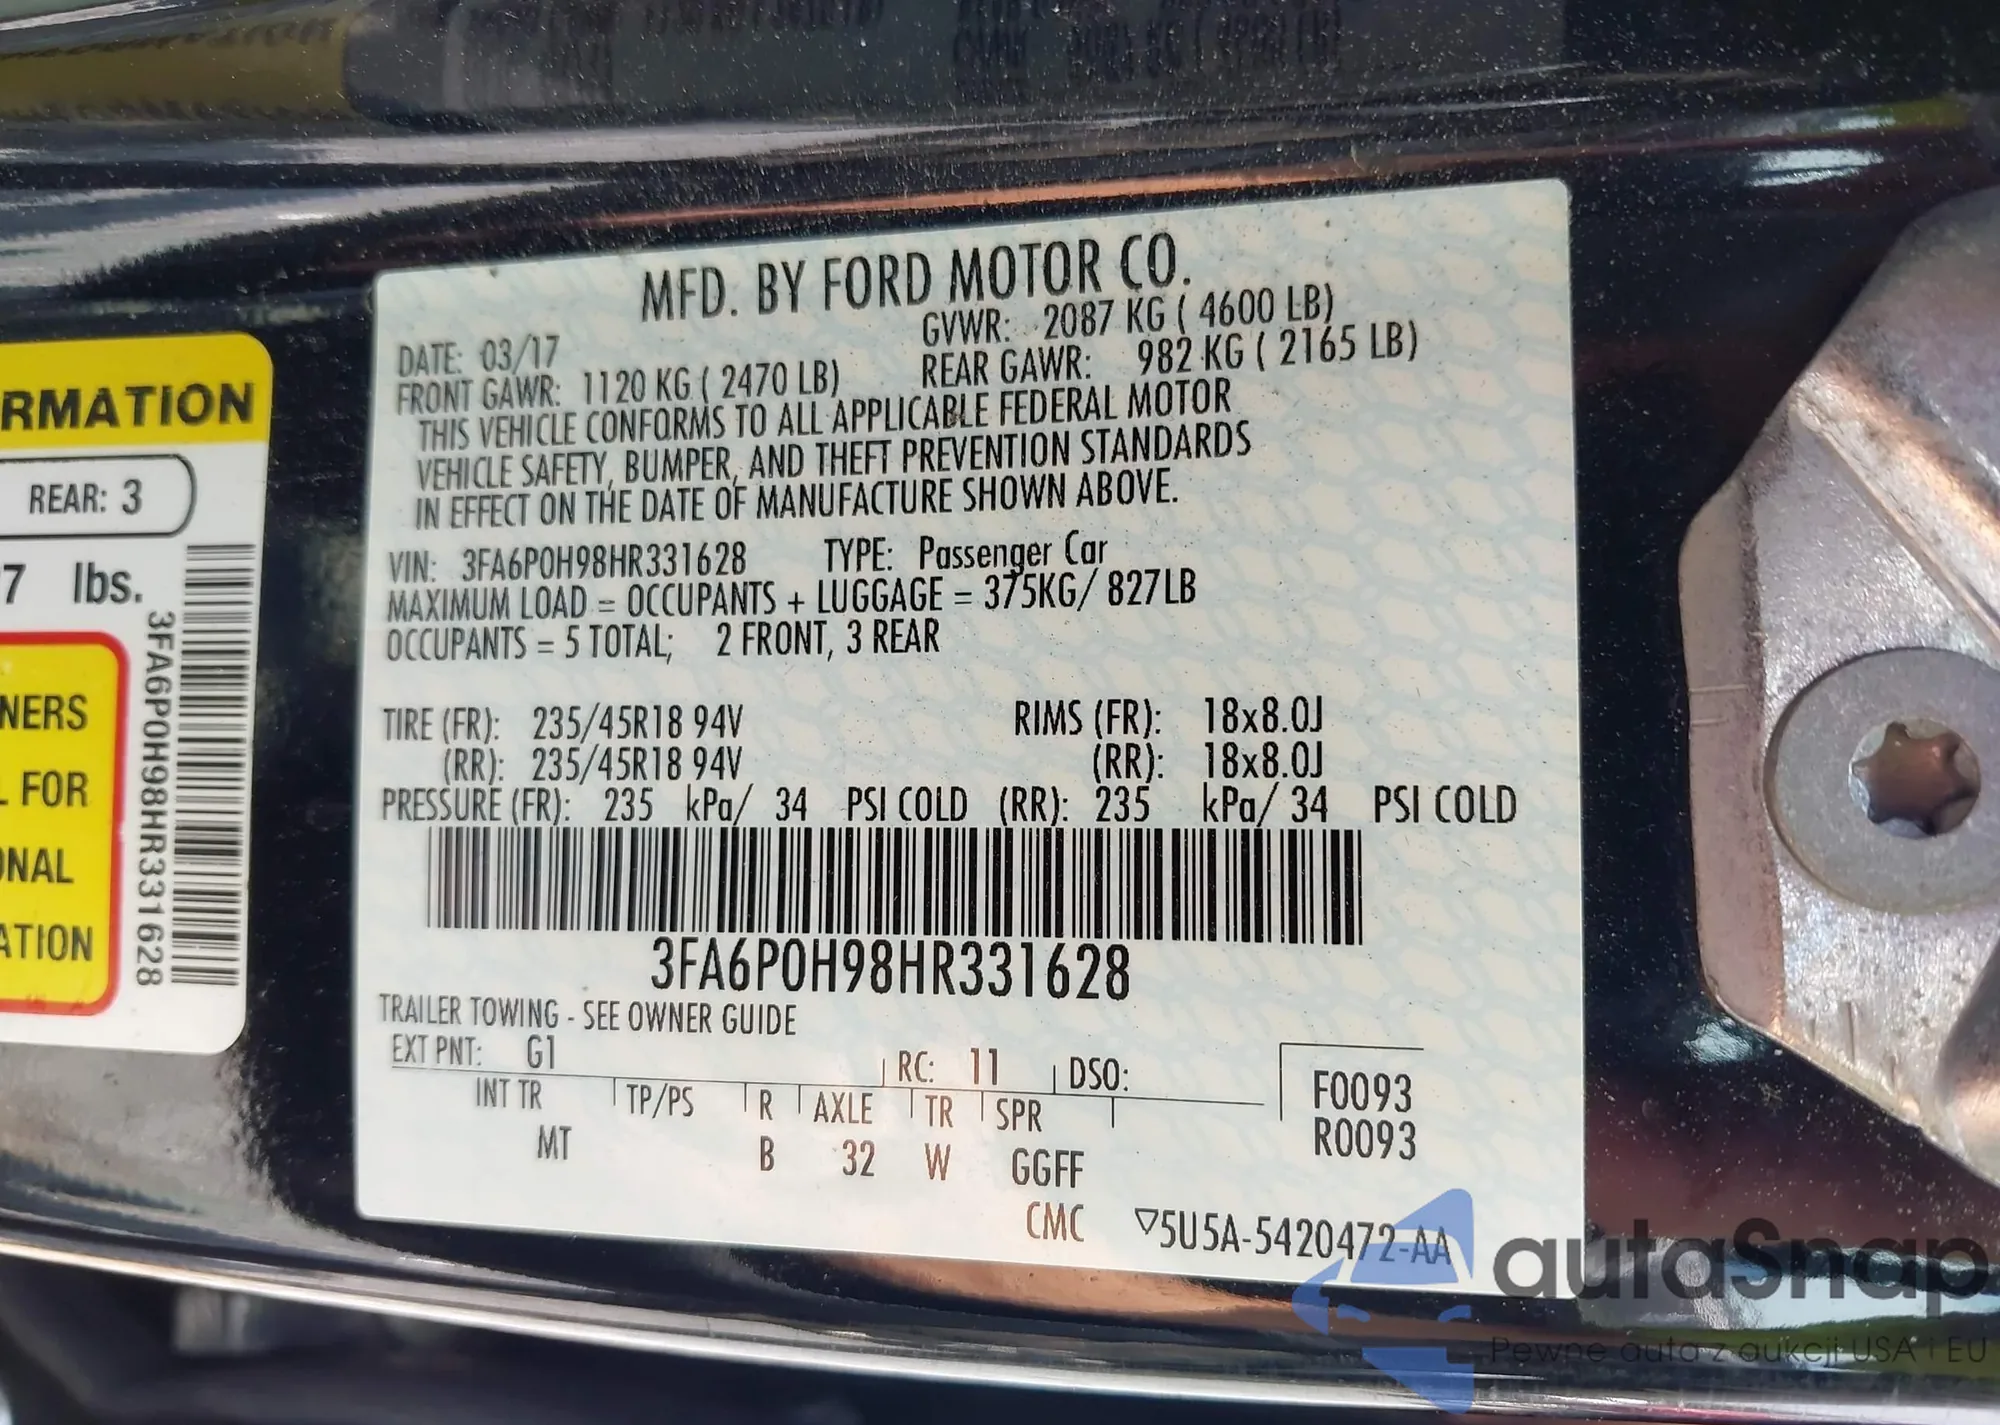 RMATION
REAR: 3
7 lbs.
NERS
L FOR
ONAL
ATION
3FA6P0H98HR331628
MFD. BY FORD MOTOR CO.
DATE: 03/17 GVWR: 2087 KG ( 4600 LB)
FRONT GAWR: 1120 KG ( 2470 LB) REAR GAWR: 982 KG ( 2165 LB)
THIS VEHICLE CONFORMS TO ALL APPLICABLE FEDERAL MOTOR
VEHICLE SAFETY, BUMPER, AND THEFT PREVENTION STANDARDS
IN EFFECT ON THE DATE OF MANUFACTURE SHOWN ABOVE.
VIN: 3FA6P0H98HR331628 TYPE: Passenger Car
MAXIMUM LOAD = OCCUPANTS + LUGGAGE = 375KG/ 827LB
OCCUPANTS = 5 TOTAL; 2 FRONT, 3 REAR
TIRE (FR): 235/45R18 94V RIMS (FR): 18x8.0J
(RR): 235/45R18 94V (RR): 18x8.0J
PRESSURE (FR): 235 kPa/ 34 PSI COLD (RR): 235 kPa/ 34 PSI COLD
3FA6P0H98HR331628
TRAILER TOWING - SEE OWNER GUIDE
EXT PNT: G1 RC: 11 DSO:
INT TR TP/PS R AXLE TR SPR
MT B 32 W GGFF
F0093
R0093
CMC ▽5U5A-5420472-AA
autaSnap
Pewne auta z aukcji USA i EU